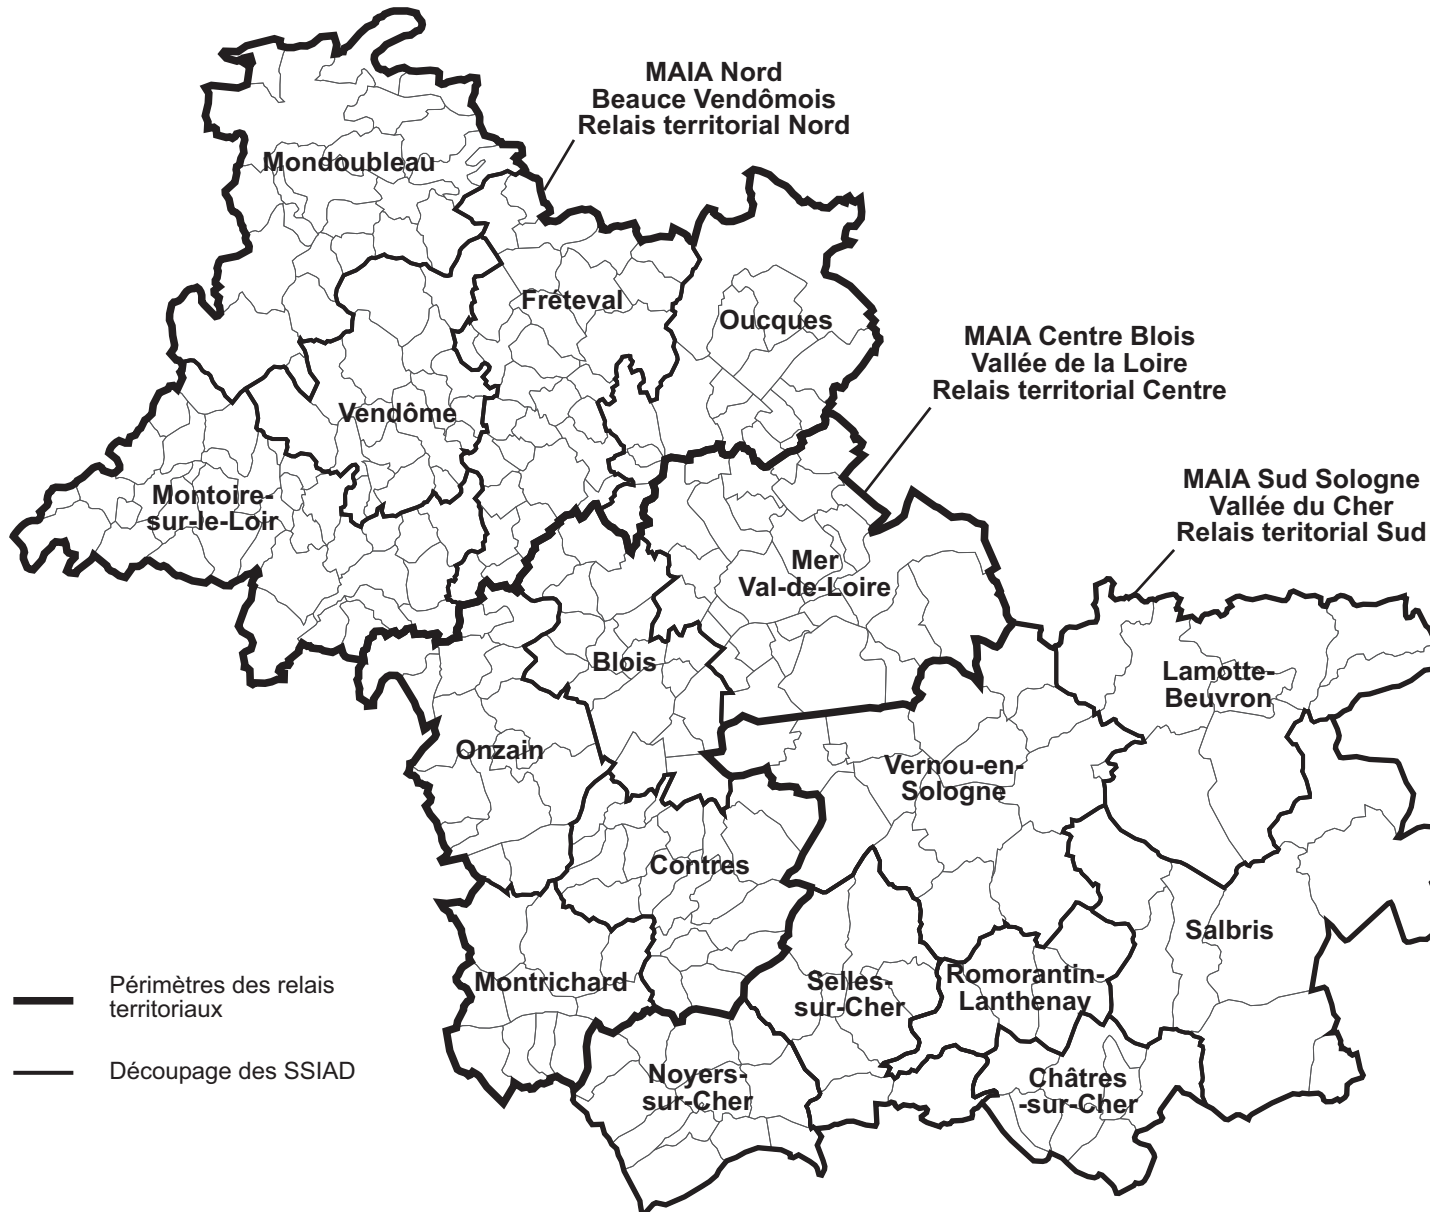 MAIA Nord
Beauce Vendômois
Relais territorial Nord
Mondoubleau
Fréteval
Oucques
MAIA Centre Blois
Vallée de la Loire
Relais territorial Centre
Vendôme
MAIA Sud Sologne
Vallée du Cher
Relais teritorial Sud
Montoire-
sur-le-Loir
Mer
Val-de-Loire
Blois
Lamotte-
Beuvron
Onzain
Vernou-en-
Sologne
Contres
Salbris
Montrichard
Selles-
sur-Cher
Romorantin-
Lanthenay
Périmètres des relais
territoriaux
Découpage des SSIAD
Noyers-
sur-Cher
Châtres
-sur-Cher